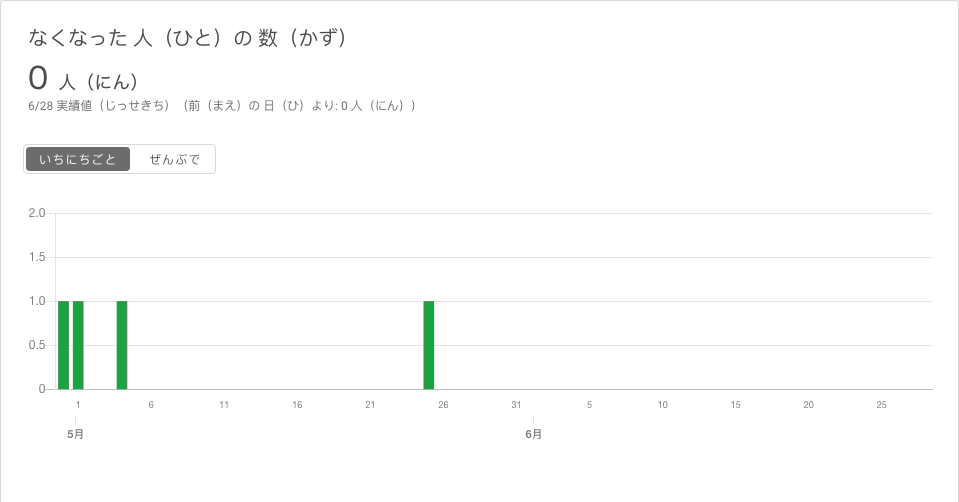 なくなった 人（ひと）の 数（かず）
0 人（にん）
6/28 実績値（じっせきち）（前（まえ）の 日（ひ）より: 0 人（にん））
いちにちごと ぜんぶで
2.0
1.5
1.0
0.5
0
1 6 11 16 21 26 31 5 10 15 20 25
5月 6月